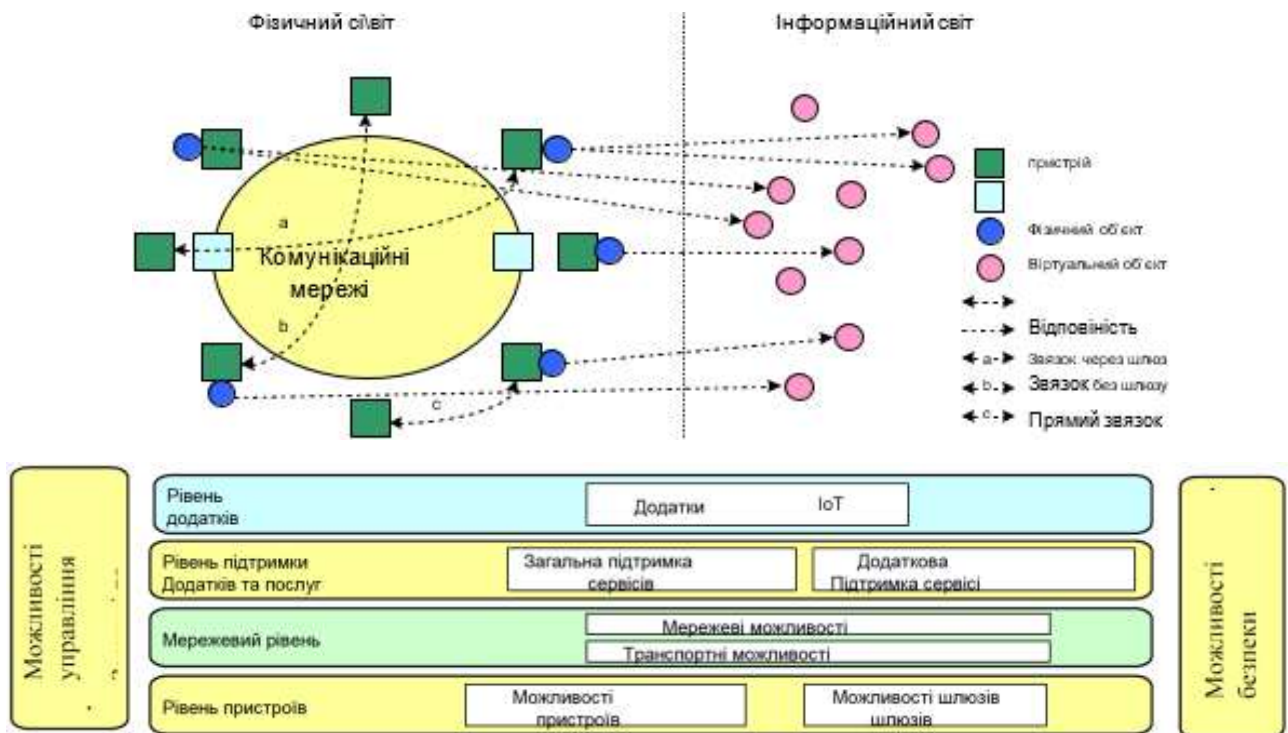 Фізичний сі\віт
Інформаційний світ
a
Комунікаційні
мережі
b
c
пристрій
Фізичний об'єкт
Віртуальний об'єкт
Відповіність
a
Звязок через шлюз
b
Звязок без шлюзу
c
Прямий звязок
Можливості
управління
Рівень
додатків
Додатки IoT
Рівень підтримки
Додатків та послуг
Загальна підтримка
сервісів
Додаткова
Підтримка сервісі
Мережевий рівень
Мережеві можливості
Транспортні можливості
Рівень пристроїв
Можливості
пристроїв
Можливості шлюзів
шлюзів
Можливості
безпеки